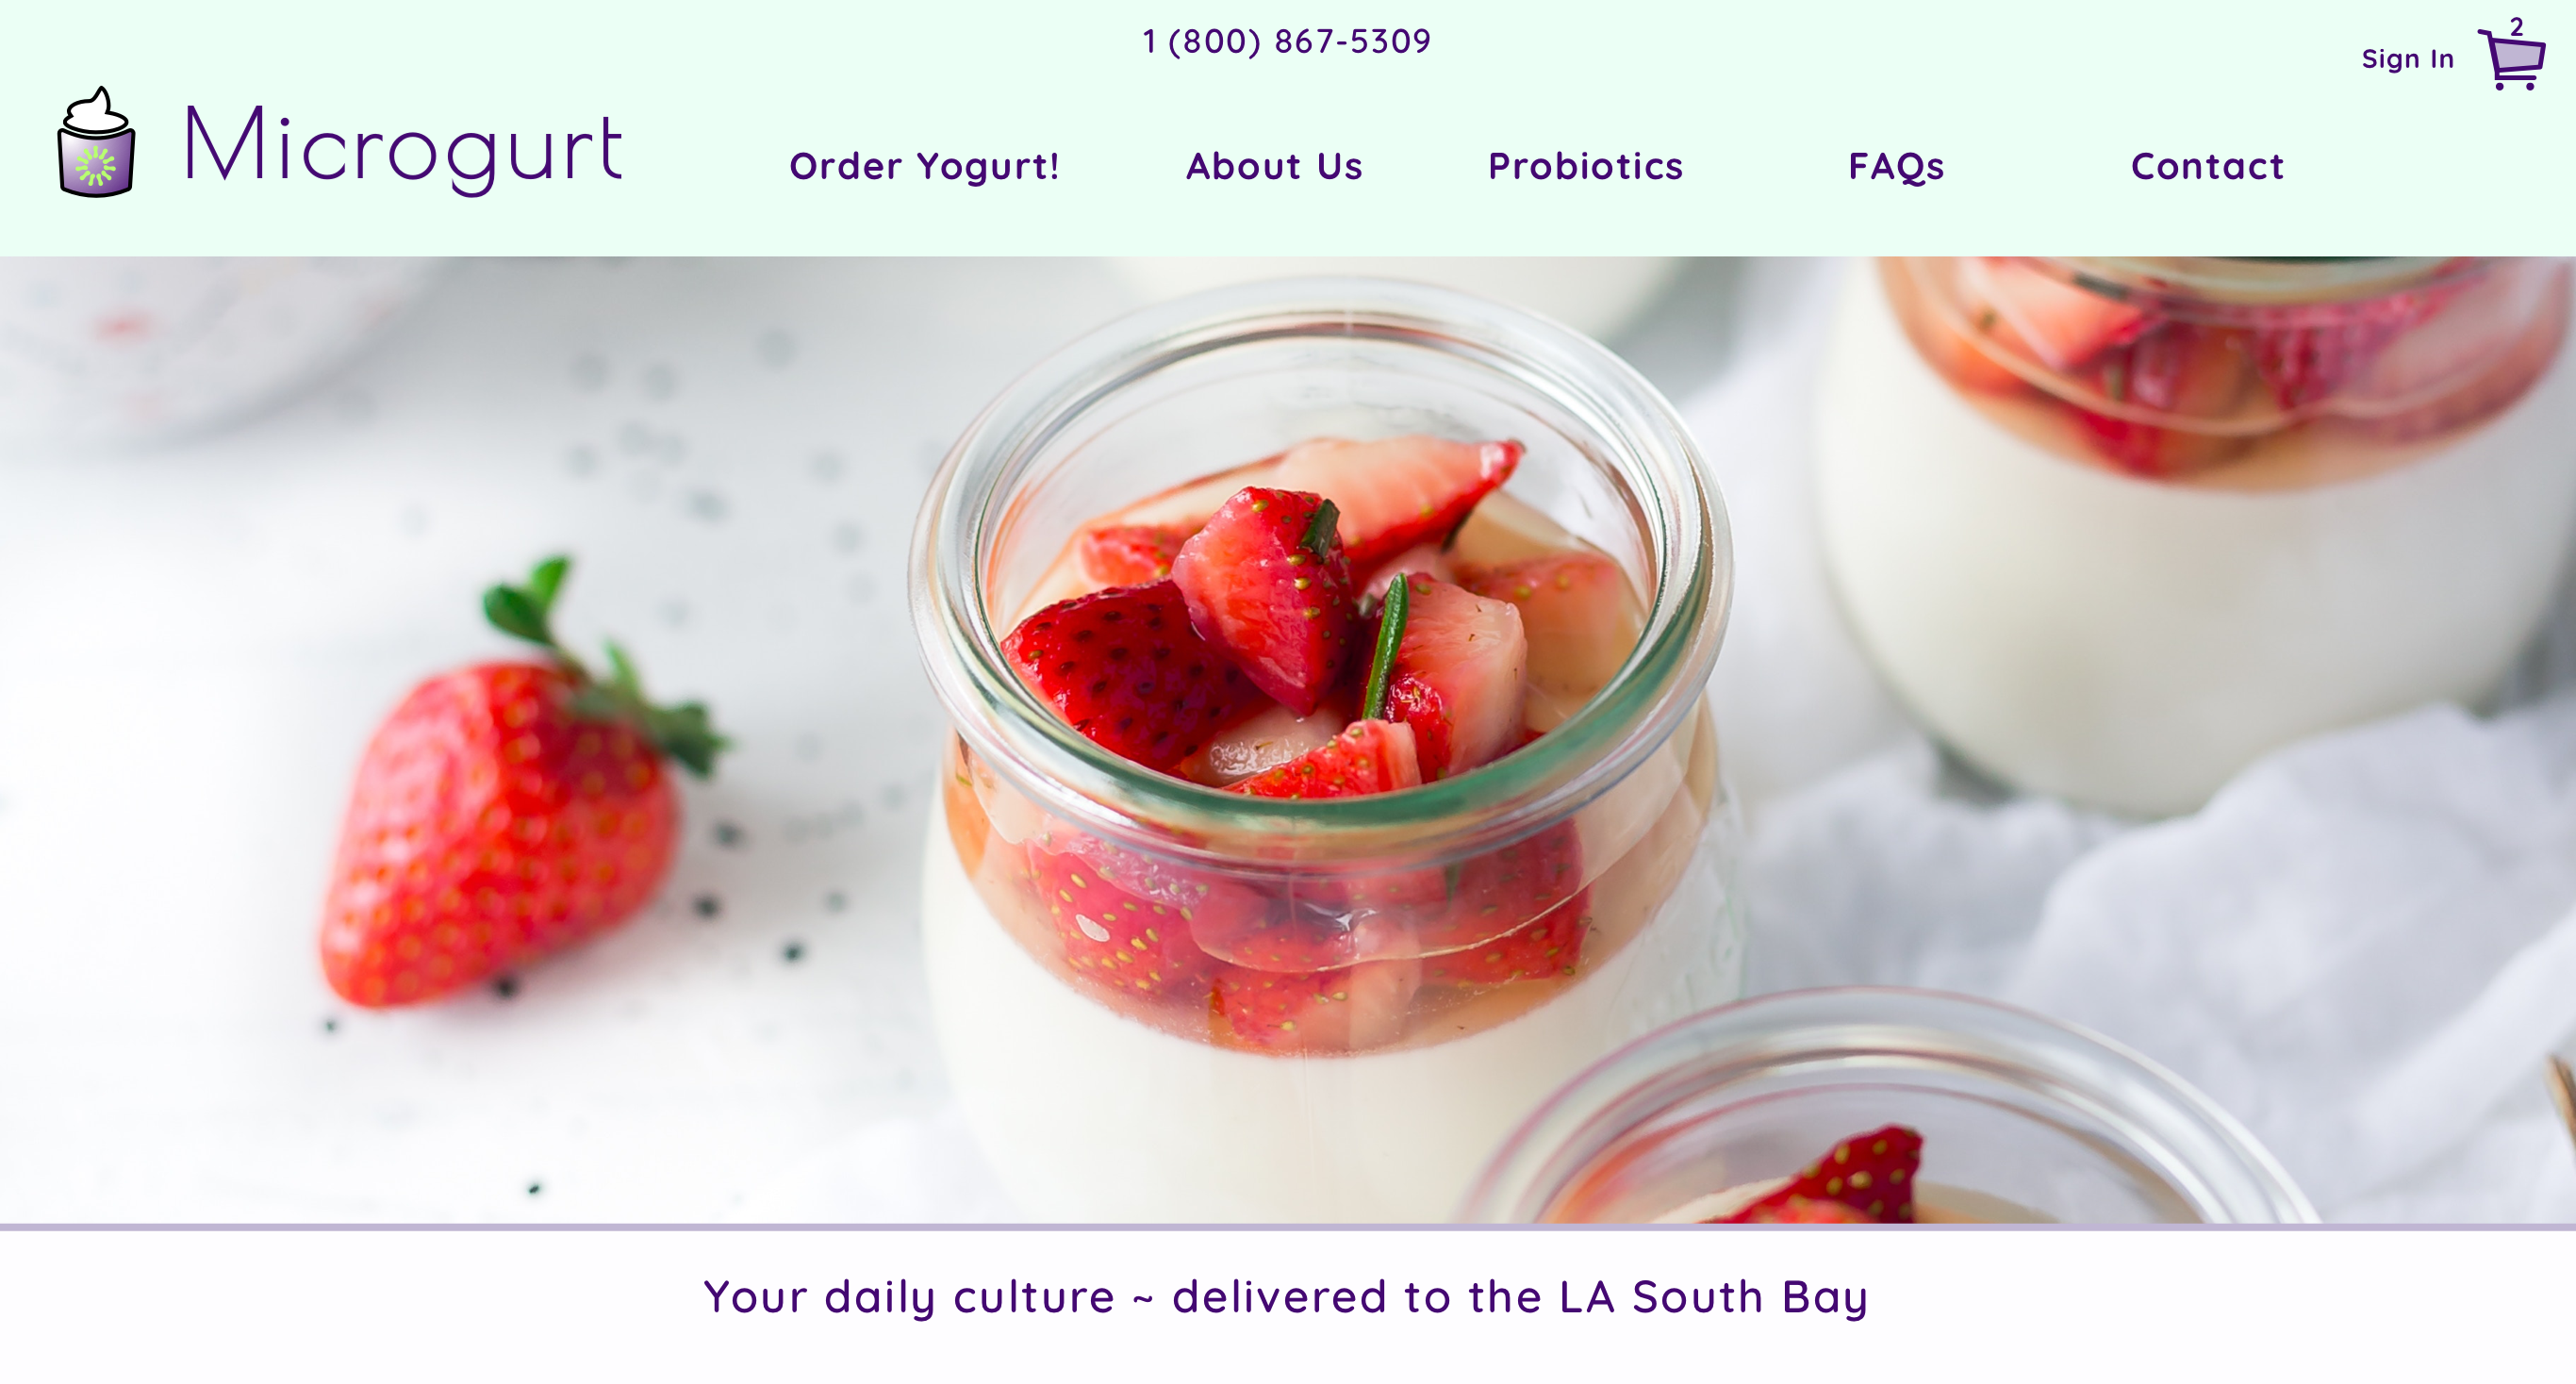 1 (800) 867-5309
2
Sign In
Microgurt
Order Yogurt! About Us Probiotics FAQs Contact
Your daily culture ~ delivered to the LA South Bay